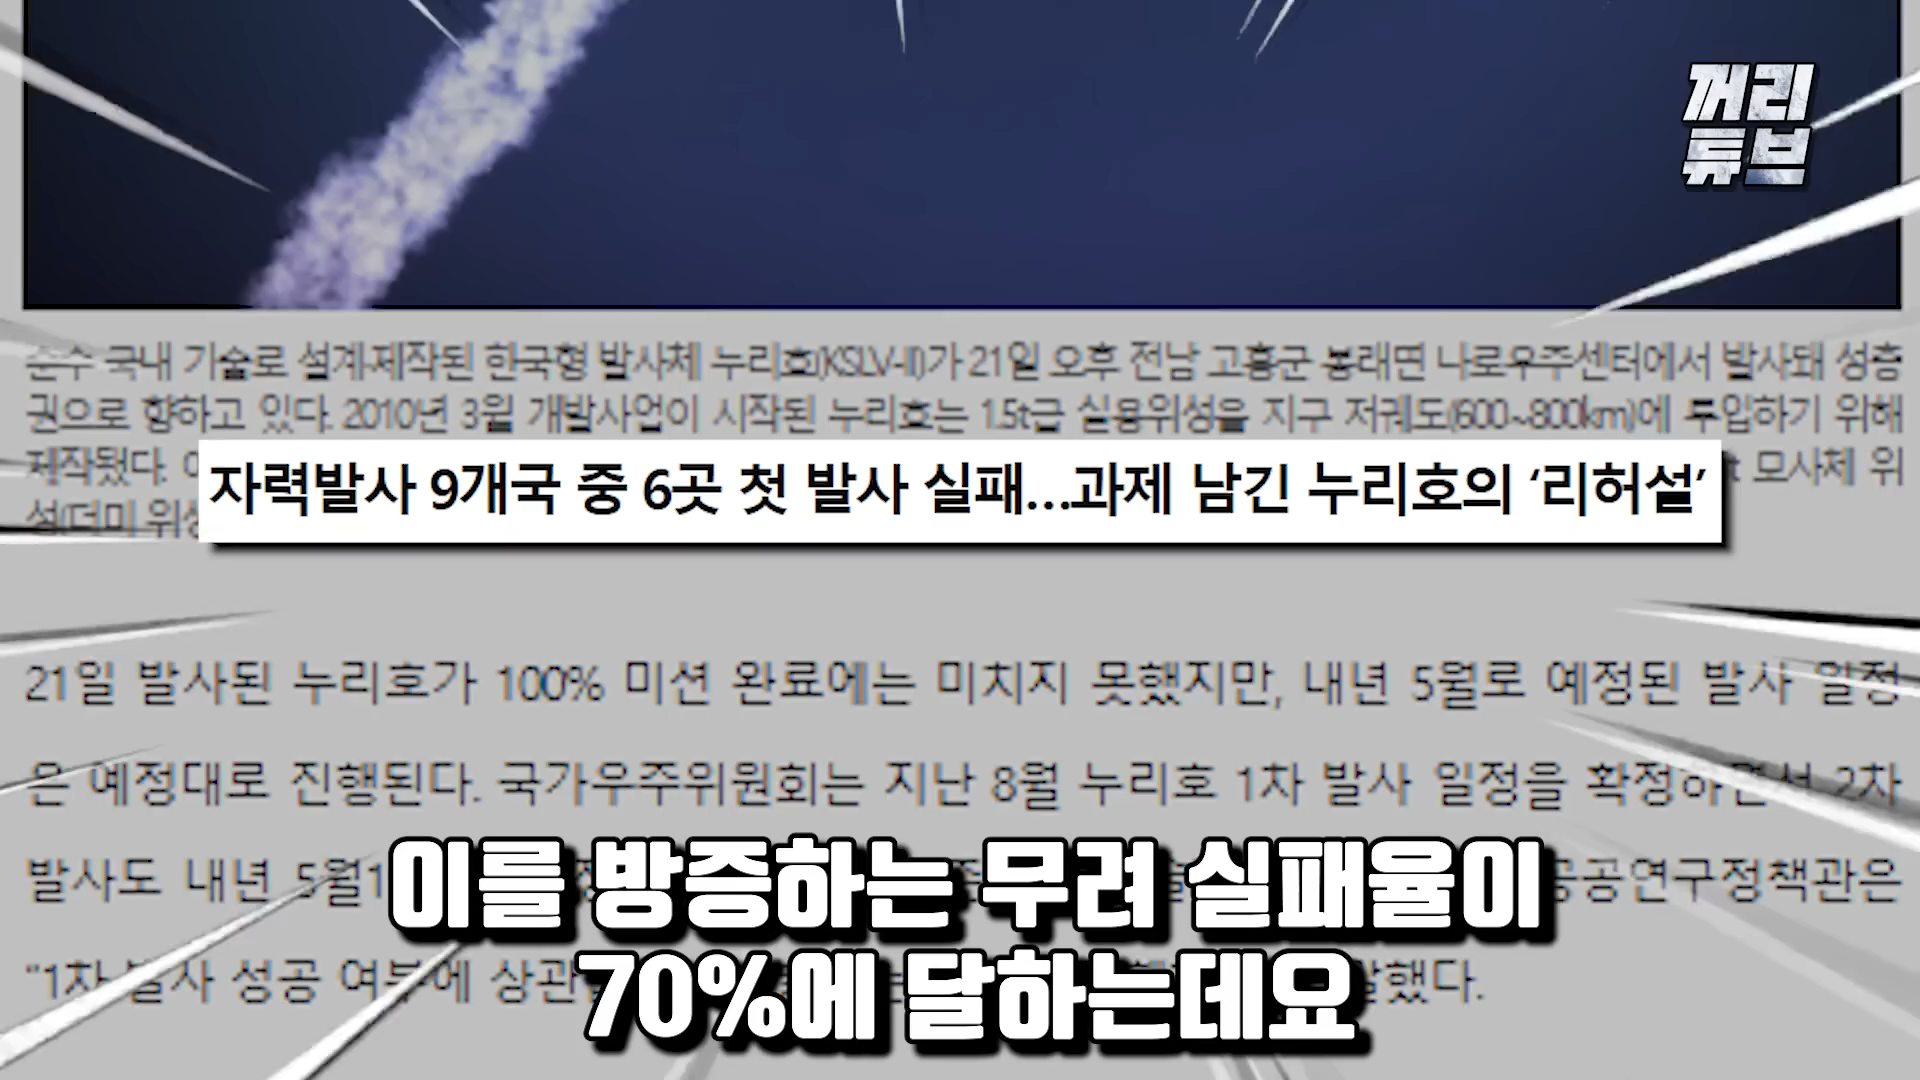 꺼리
튜브
순수 국내 기술로 설계·제작된 한국형 발사체 누리호(KSLV-II)가 21일 오후 전남 고흥군 봉래면 나로우주센터에서 발사돼 성층
권으로 향하고 있다. 2010년 3월 개발사업이 시작된 누리호는 1.5t급 실용위성을 지구 저궤도(600~800km)에 투입하기 위해
제작됐다. 모사체 위
자력발사 9개국 중 6곳 첫 발사 실패...과제 남긴 누리호의 ‘리허설’
성(더미 위성
21일 발사된 누리호가 100% 미션 완료에는 미치지 못했지만, 내년 5월로 예정된 발사 일정
은 예정대로 진행된다. 국가우주위원회는 지난 8월 누리호 1차 발사 일정을 확정하면서 2차
발사도 내년 5월 공공연구정책관은
이를 방증하는 무려 실패율이
“1차 발사 성공 여부에 상관 말했다.
70%에 달하는데요